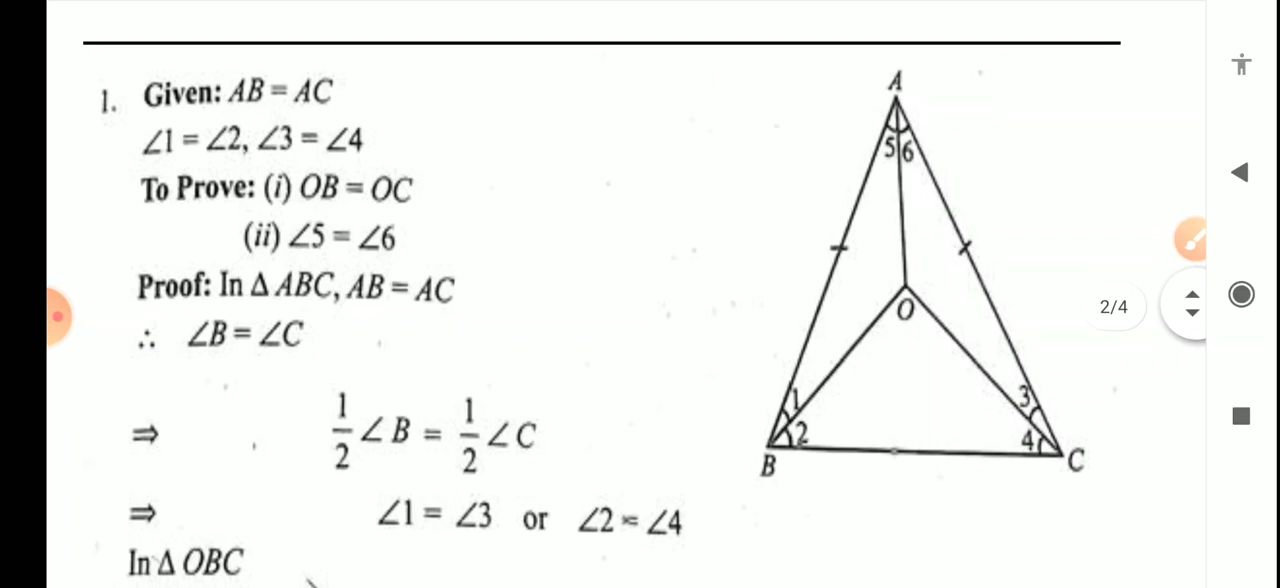 1. Given: AB = AC
∠1 = ∠2, ∠3 = ∠4
To Prove: (i) OB = OC
(ii) ∠5 = ∠6
Proof: In Δ ABC, AB = AC
∴ ∠B = ∠C
⇒ 1/2 ∠B = 1/2 ∠C
⇒ ∠1 = ∠3 or ∠2 = ∠4
In Δ OBC
A
5 6
O
1
2
3
4
B
C
2/4